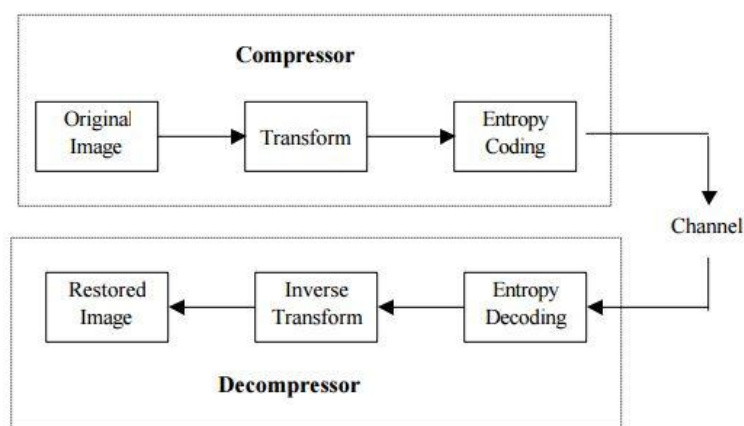 Compressor
Original
Image
Transform
Entropy
Coding
Channel
Restored
Image
Inverse
Transform
Entropy
Decoding
Decompressor